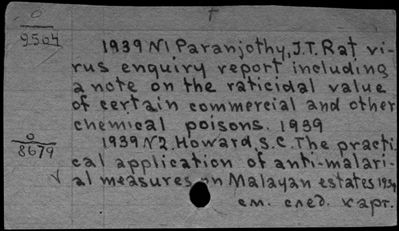 0
9504
1939 N1 Paranjothy, J.T. Rat vi-
rus enquiry report including
a note on the raticidal value
of certain commercial and other
chemical poisons. 1939
0
8679
1939 N2. Howard, S.C. The practi-
cal application of anti-malari-
al measures on Malayan estates 1939
см. след. карт.